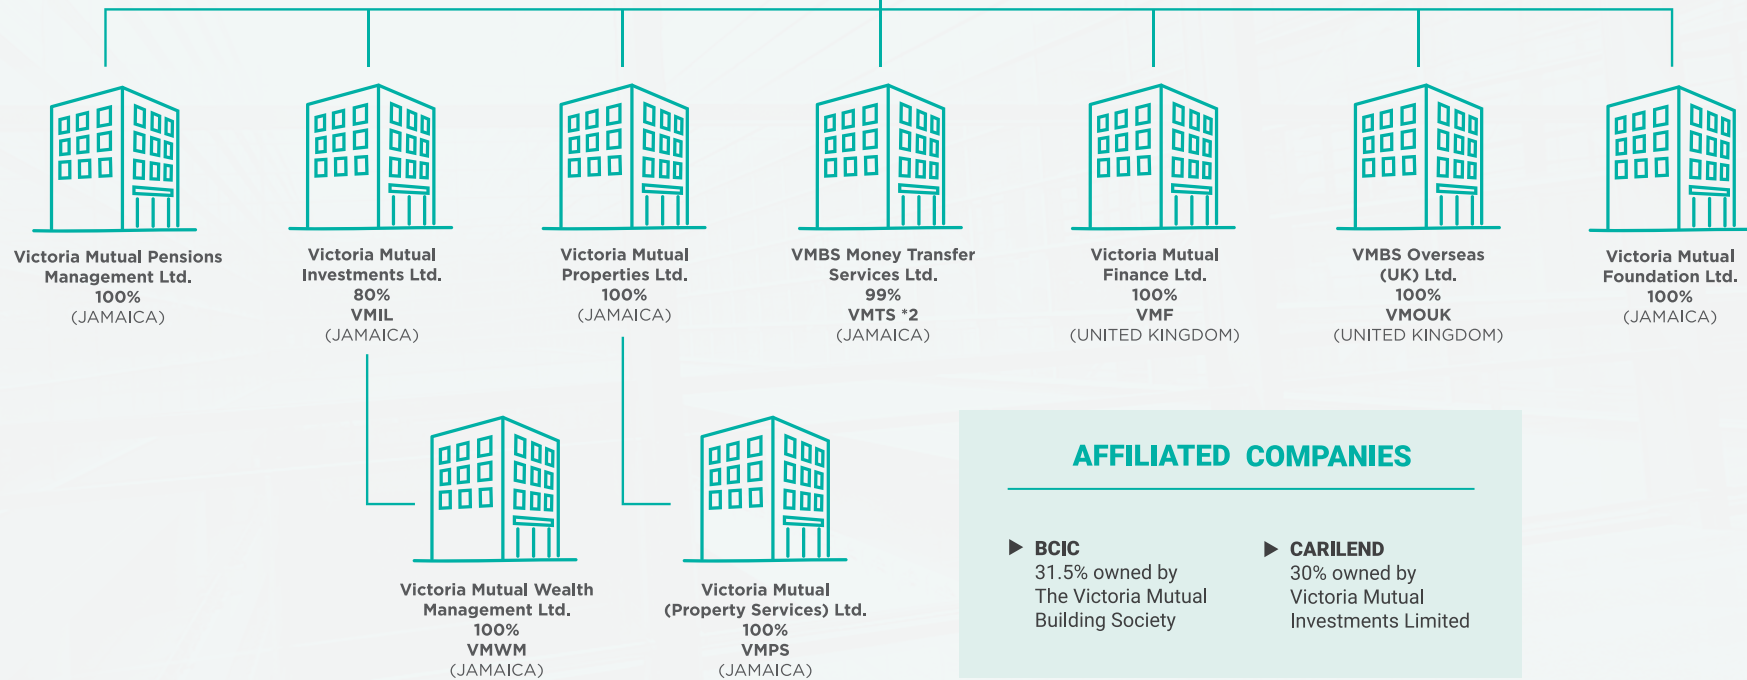 Victoria Mutual Pensions
Management Ltd.
100%
(JAMAICA)
Victoria Mutual
Investments Ltd.
80%
VMIL
(JAMAICA)
Victoria Mutual
Properties Ltd.
100%
(JAMAICA)
VMBS Money Transfer
Services Ltd.
99%
VMTS *2
(JAMAICA)
Victoria Mutual
Finance Ltd.
100%
VMF
(UNITED KINGDOM)
VMBS Overseas
(UK) Ltd.
100%
VMOUK
(UNITED KINGDOM)
Victoria Mutual
Foundation Ltd.
100%
(JAMAICA)
Victoria Mutual Wealth
Management Ltd.
100%
VMWM
(JAMAICA)
Victoria Mutual
(Property Services) Ltd.
100%
VMPS
(JAMAICA)
AFFILIATED COMPANIES
BCIC
31.5% owned by
The Victoria Mutual
Building Society
CARILEND
30% owned by
Victoria Mutual
Investments Limited